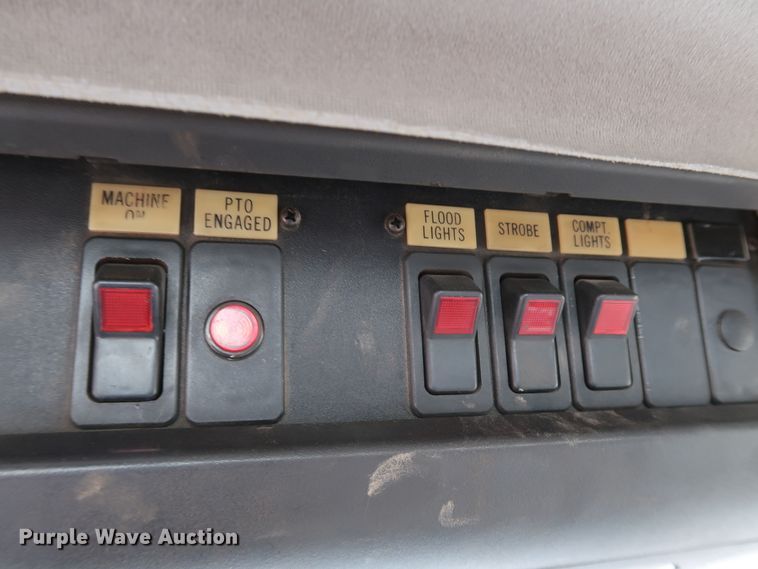 MACHINE
PTO
ENGAGED
FLOOD
LIGHTS
STROBE
COMPT.
LIGHTS
Purple Wave Auction